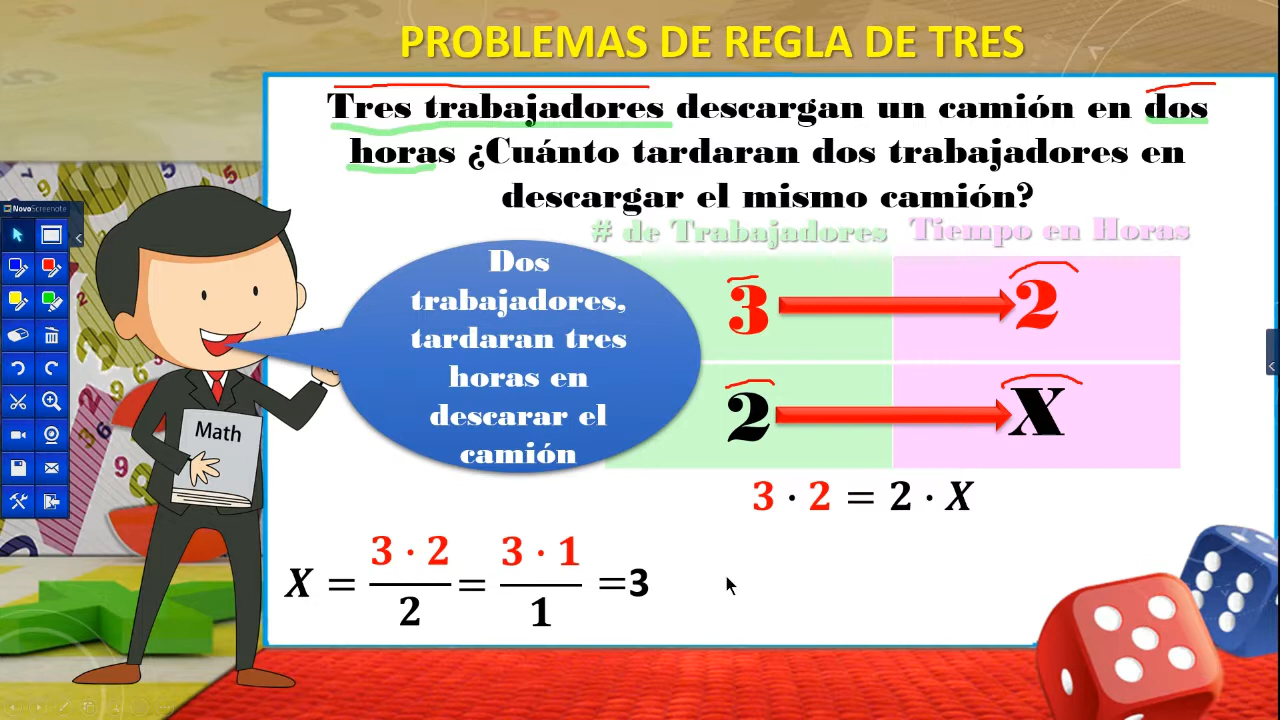 PROBLEMAS DE REGLA DE TRES
Tres trabajadores descargan un camión en dos
horas ¿Cuánto tardaran dos trabajadores en
descargar el mismo camión?
# de Trabajadores Tiempo en Horas
NovoScreenote
Dos
trabajadores,
tardaran tres
horas en
descarar el
camión
3 2
2 X
Math
3 · 2 = 2 · X
X = 3 · 2 / 2 = 3 · 1 / 1 =3